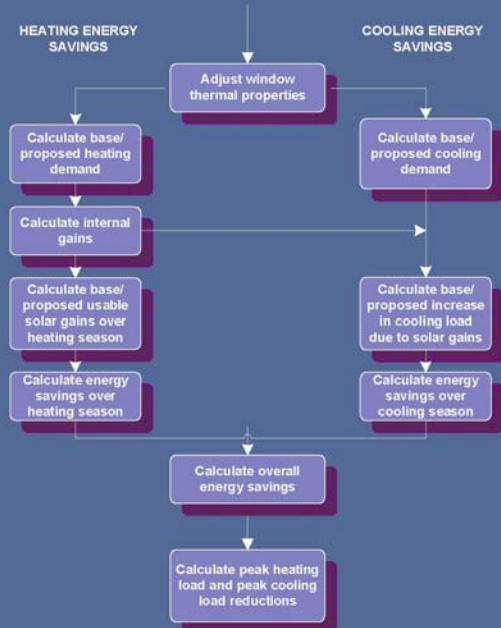 HEATING ENERGY
SAVINGS
COOLING ENERGY
SAVINGS
Adjust window
thermal properties
Calculate base/
proposed heating
demand
Calculate base/
proposed cooling
demand
Calculate internal
gains
Calculate base/
proposed usable
solar gains over
heating season
Calculate base/
proposed increase
in cooling load
due to solar gains
Calculate energy
savings over
heating season
Calculate energy
savings over
cooling season
Calculate overall
energy savings
Calculate peak heating
load and peak cooling
load reductions